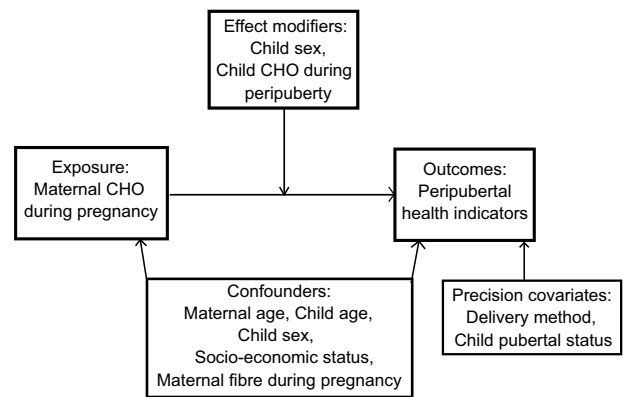 Effect modifiers:
Child sex,
Child CHO during
peripuberty
Exposure:
Maternal CHO
during pregnancy
Outcomes:
Peripubertal
health indicators
Confounders:
Maternal age, Child age,
Child sex,
Socio-economic status,
Maternal fibre during pregnancy
Precision covariates:
Delivery method,
Child pubertal status